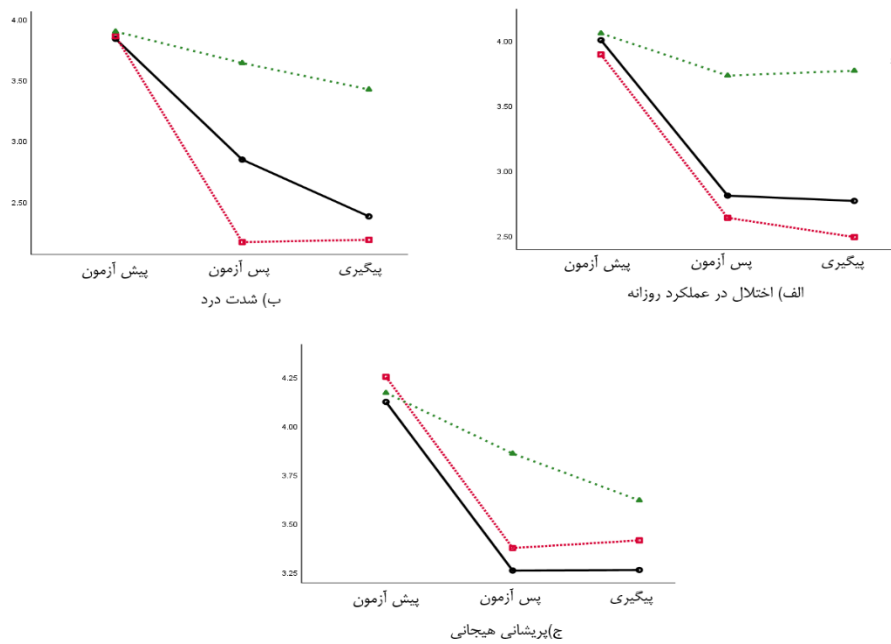 4.00
3.50
3.00
2.50
پیش آزمون
پس آزمون
پیگیری
ب) شدت درد
4.00
3.50
3.00
2.50
پیش آزمون
پس آزمون
پیگیری
الف) اختلال در عملکرد روزانه
4.25
4.00
3.75
3.50
3.25
پیش آزمون
پس آزمون
پیگیری
ج)پریشانی هیجانی